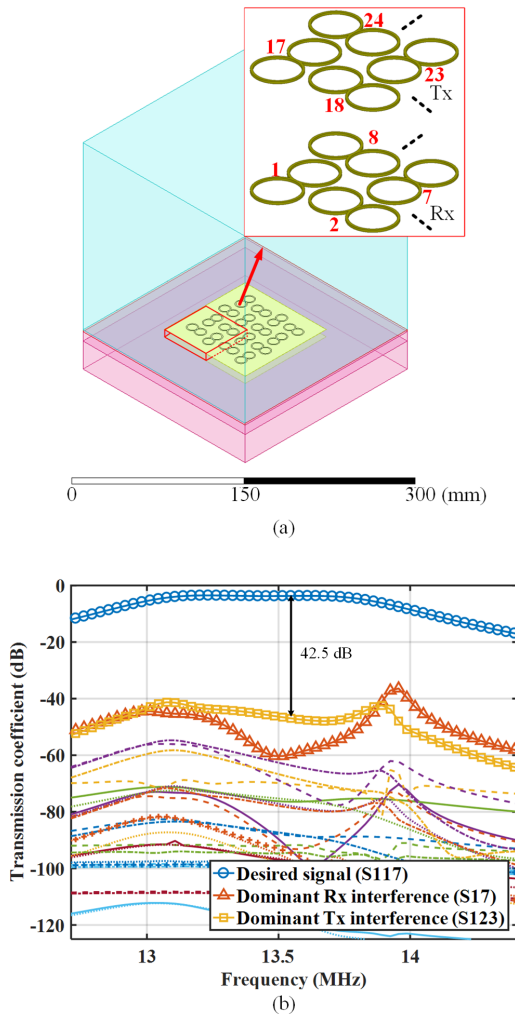 24
17
23
18
Tx
8
1
7
2
Rx
0 150 300 (mm)
(a)
0
-20
-40
-60
-80
-100
-120
Transmission coefficient (dB)
42.5 dB
Desired signal (S117)
Dominant Rx interference (S17)
Dominant Tx interference (S123)
13 13.5 14
Frequency (MHz)
(b)